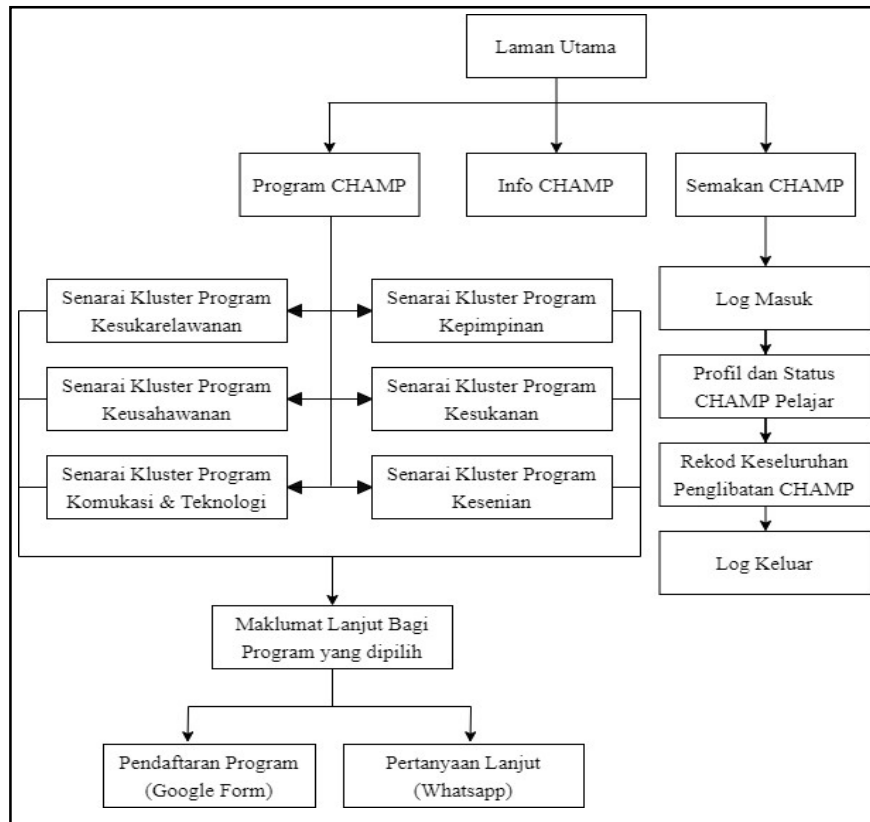 Laman Utama
Program CHAMP
Info CHAMP
Semakan CHAMP
Senarai Kluster Program
Kesukarelawanan
Senarai Kluster Program
Kepimpinan
Log Masuk
Senarai Kluster Program
Keusahawanan
Senarai Kluster Program
Kesukanan
Profil dan Status
CHAMP Pelajar
Senarai Kluster Program
Komukasi & Teknologi
Senarai Kluster Program
Kesenian
Rekod Keseluruhan
Penglibatan CHAMP
Log Keluar
Maklumat Lanjut Bagi
Program yang dipilih
Pendaftaran Program
(Google Form)
Pertanyaan Lanjut
(Whatsapp)